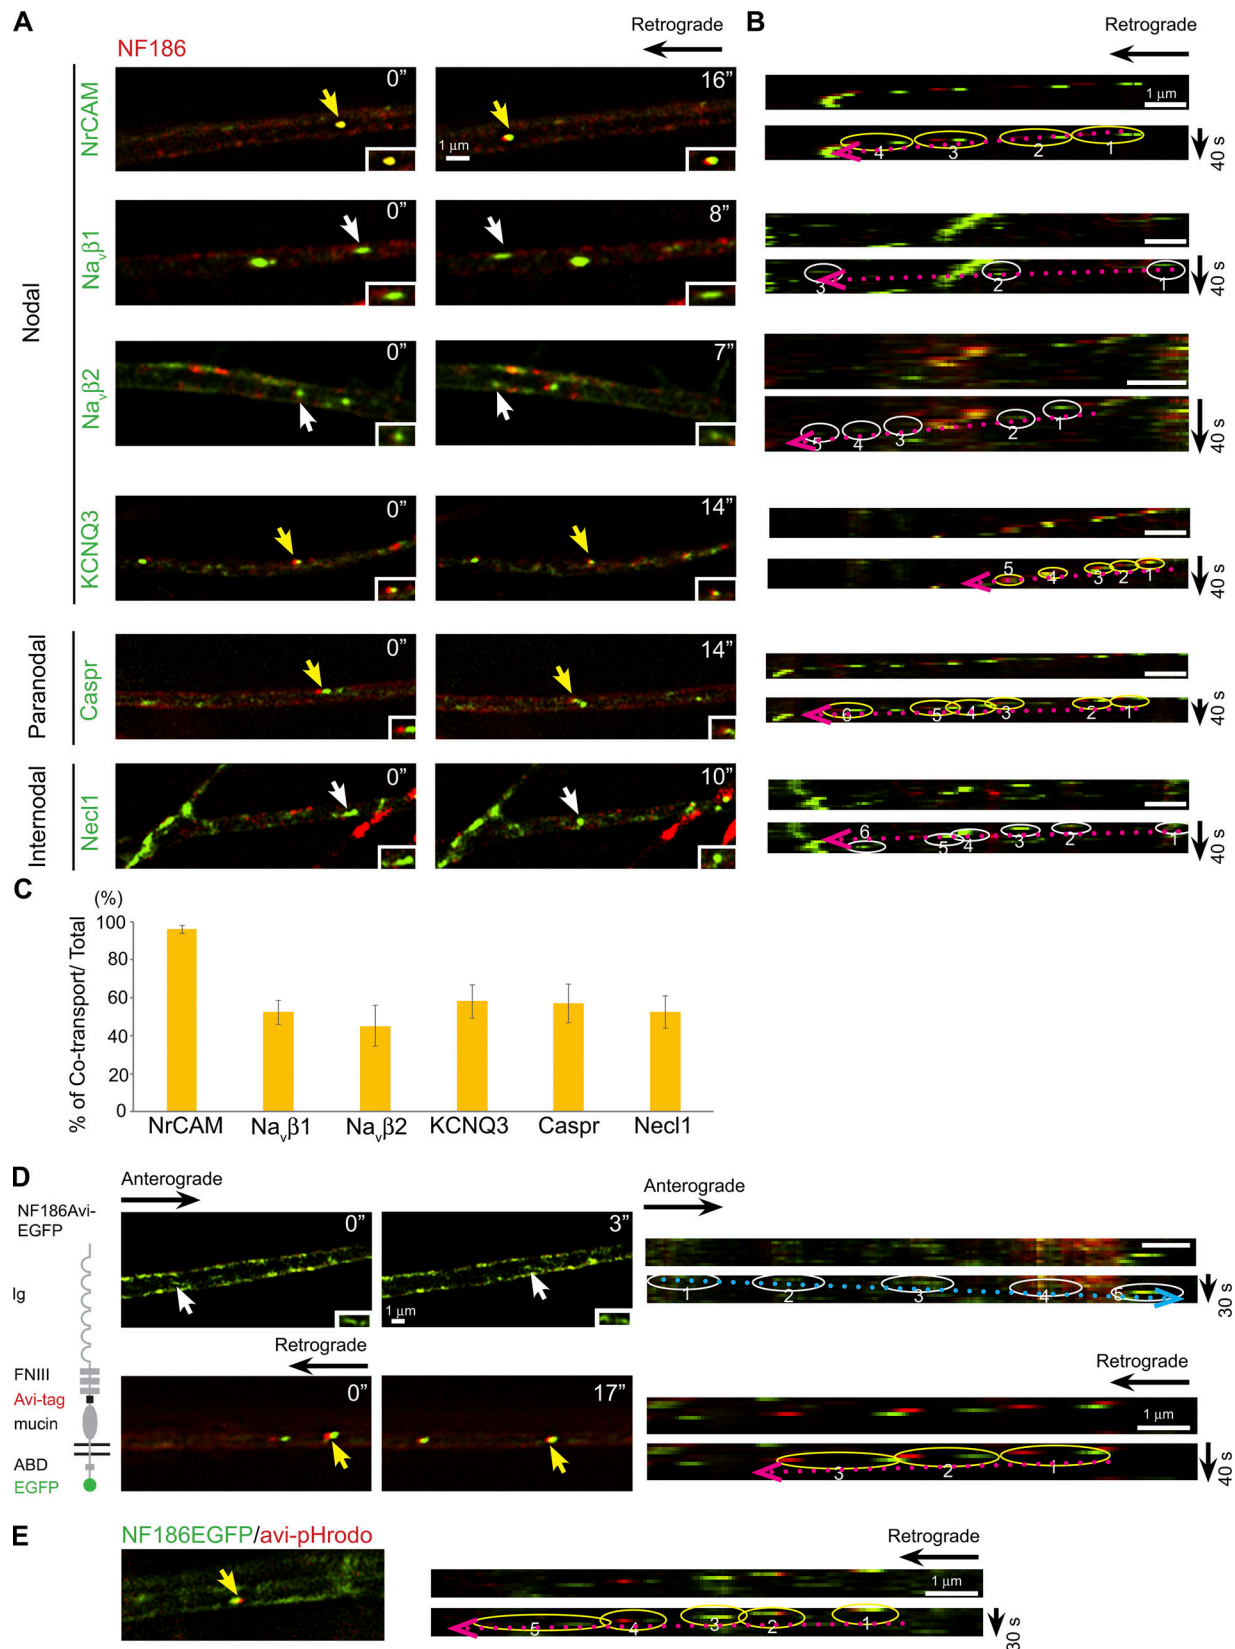 A
B
NF186
Retrograde
Retrograde
Nodal
NrCAM
0”
16”
1 μm
1 μm
1
2
3
4
40 s
Naᵥβ1
0”
8”
1
2
3
40 s
Naᵥβ2
0”
7”
1
2
3
4
5
40 s
KCNQ3
0”
14”
1
2
3
4
5
40 s
Paranodal
Caspr
0”
14”
1
2
3
4
5
6
40 s
Internodal
Necl1
0”
10”
1
2
3
4
5
6
40 s
C
(%)
% of Co-transport/ Total
100
80
60
40
20
0
NrCAM
Naᵥβ1
Naᵥβ2
KCNQ3
Caspr
Necl1
D
Anterograde
Anterograde
NF186Avi-
EGFP
Ig
FNIII
Avi-tag
mucin
ABD
EGFP
0”
3”
1 μm
1
2
3
4
5
30 s
Retrograde
Retrograde
0”
17”
1 μm
1
2
3
40 s
E
NF186EGFP/avi-pHrodo
Retrograde
1 μm
1
2
3
4
5
30 s